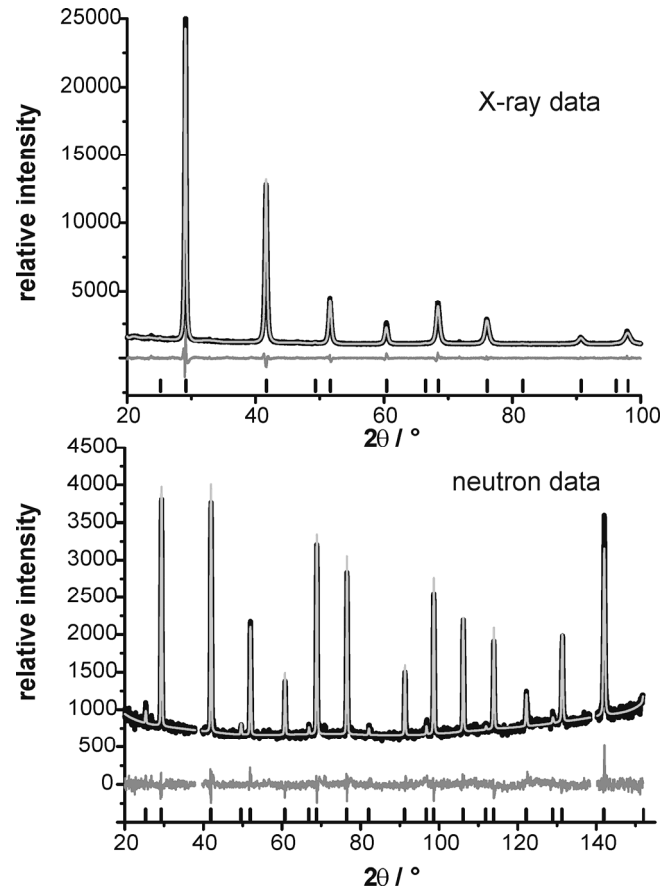 25000
20000
15000
10000
5000
relative intensity
X-ray data
20 40 60 80 100
2θ / °
4500
4000
3500
3000
2500
2000
1500
1000
500
0
relative intensity
neutron data
20 40 60 80 100 120 140
2θ / °